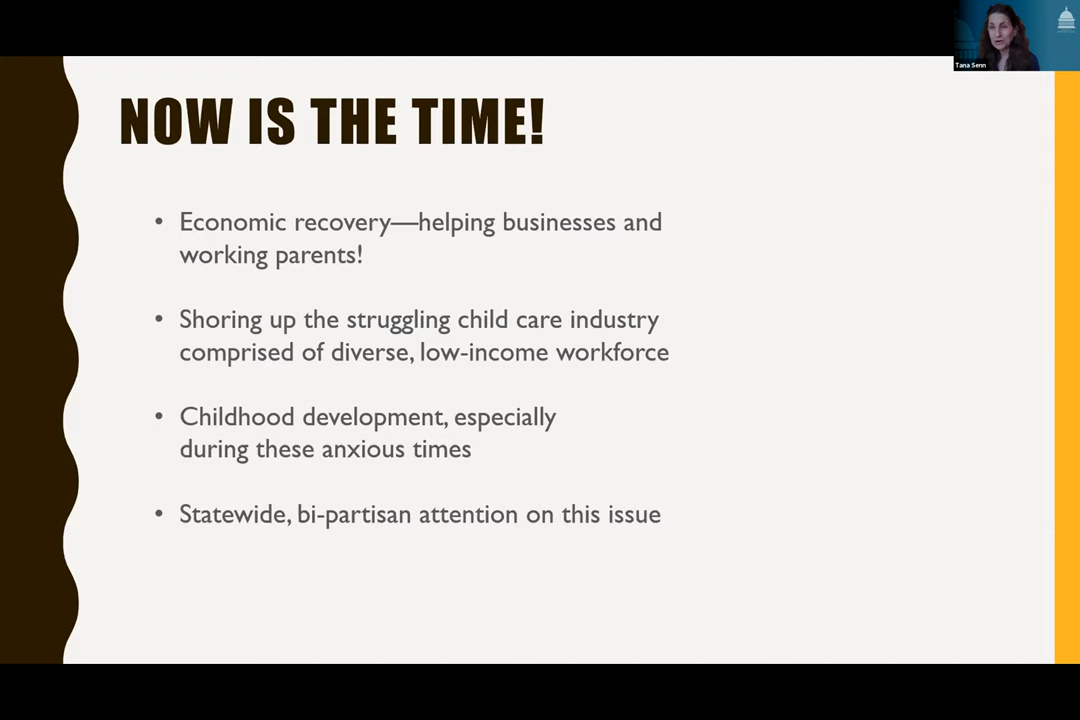 Tana Senn
NOW IS THE TIME!
• Economic recovery—helping businesses and
working parents!
• Shoring up the struggling child care industry
comprised of diverse, low-income workforce
• Childhood development, especially
during these anxious times
• Statewide, bi-partisan attention on this issue